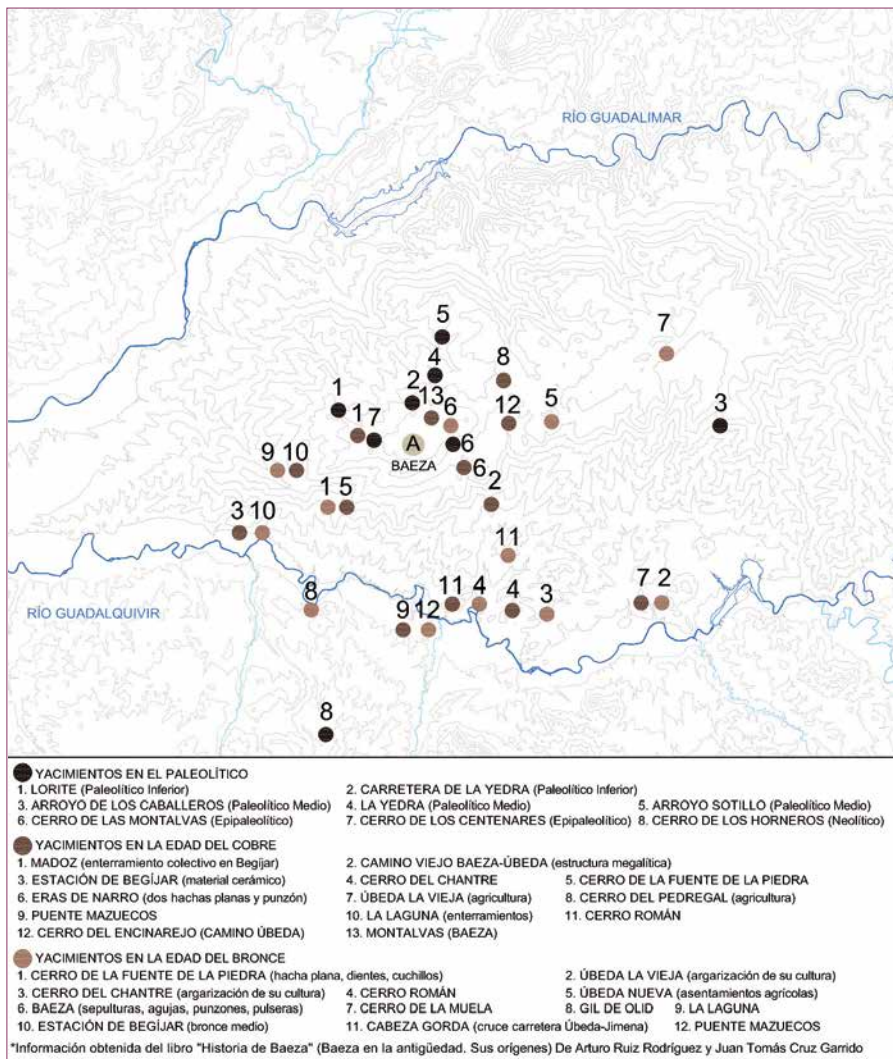 RÍO GUADALIMAR
5
7
4
8
1
2
3
13
6
5
12
1
7
A
6
BAEZA
9
10
6
1
5
2
3
10
11
8
11
4
4
3
7
2
RÍO GUADALQUIVIR
9
12
8
YACIMIENTOS EN EL PALEOLÍTICO
1. LORITE (Paleolítico Inferior) 2. CARRETERA DE LA YEDRA (Paleolítico Inferior)
3. ARROYO DE LOS CABALLEROS (Paleolítico Medio) 4. LA YEDRA (Paleolítico Medio) 5. ARROYO SOTILLO (Paleolítico Medio)
6. CERRO DE LAS MONTALVAS (Epipaleolítico) 7. CERRO DE LOS CENTENARES (Epipaleolítico) 8. CERRO DE LOS HORNEROS (Neolítico)
YACIMIENTOS EN LA EDAD DEL COBRE
1. MADOZ (enterramiento colectivo en Begíjar) 2. CAMINO VIEJO BAEZA-ÚBEDA (estructura megalítica)
3. ESTACIÓN DE BEGÍJAR (material cerámico) 4. CERRO DEL CHANTRE 5. CERRO DE LA FUENTE DE LA PIEDRA
6. ERAS DE NARRO (dos hachas planas y punzón) 7. ÚBEDA LA VIEJA (agricultura) 8. CERRO DEL PEDREGAL (agricultura)
9. PUENTE MAZUECOS 10. LA LAGUNA (enterramientos) 11. CERRO ROMÁN
12. CERRO DEL ENCINAREJO (CAMINO ÚBEDA) 13. MONTALVAS (BAEZA)
YACIMIENTOS EN LA EDAD DEL BRONCE
1. CERRO DE LA FUENTE DE LA PIEDRA (hacha plana, dientes, cuchillos) 2. ÚBEDA LA VIEJA (argarización de su cultura)
3. CERRO DEL CHANTRE (argarización de su cultura) 4. CERRO ROMÁN 5. ÚBEDA NUEVA (asentamientos agrícolas)
6. BAEZA (sepulturas, agujas, punzones, pulseras) 7. CERRO DE LA MUELA 8. GIL DE OLID 9. LA LAGUNA
10. ESTACIÓN DE BEGÍJAR (bronce medio) 11. CABEZA GORDA (cruce carretera Úbeda-Jimena) 12. PUENTE MAZUECOS
*Información obtenida del libro "Historia de Baeza" (Baeza en la antigüedad. Sus orígenes) De Arturo Ruiz Rodríguez y Juan Tomás Cruz Garrido